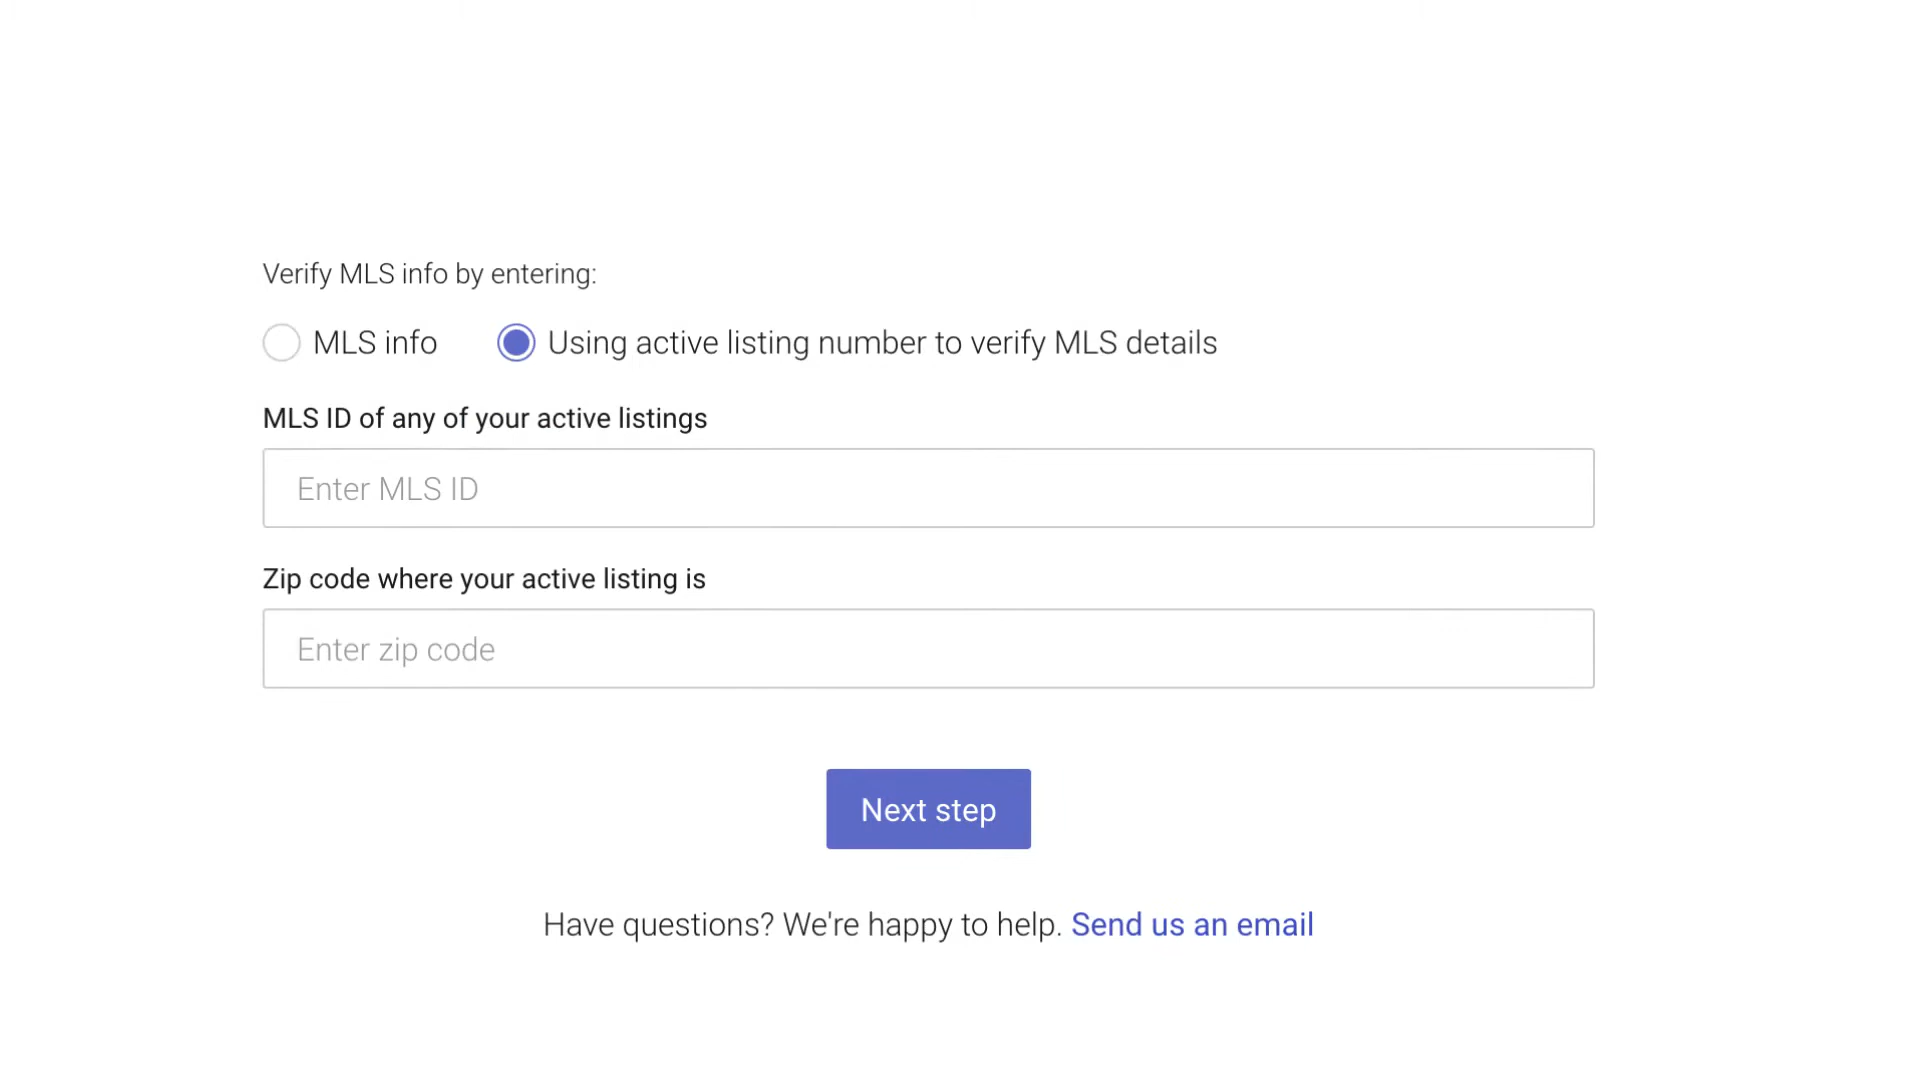 Verify MLS info by entering:
MLS info Using active listing number to verify MLS details
MLS ID of any of your active listings
Enter MLS ID
Zip code where your active listing is
Enter zip code
Next step
Have questions? We're happy to help. Send us an email